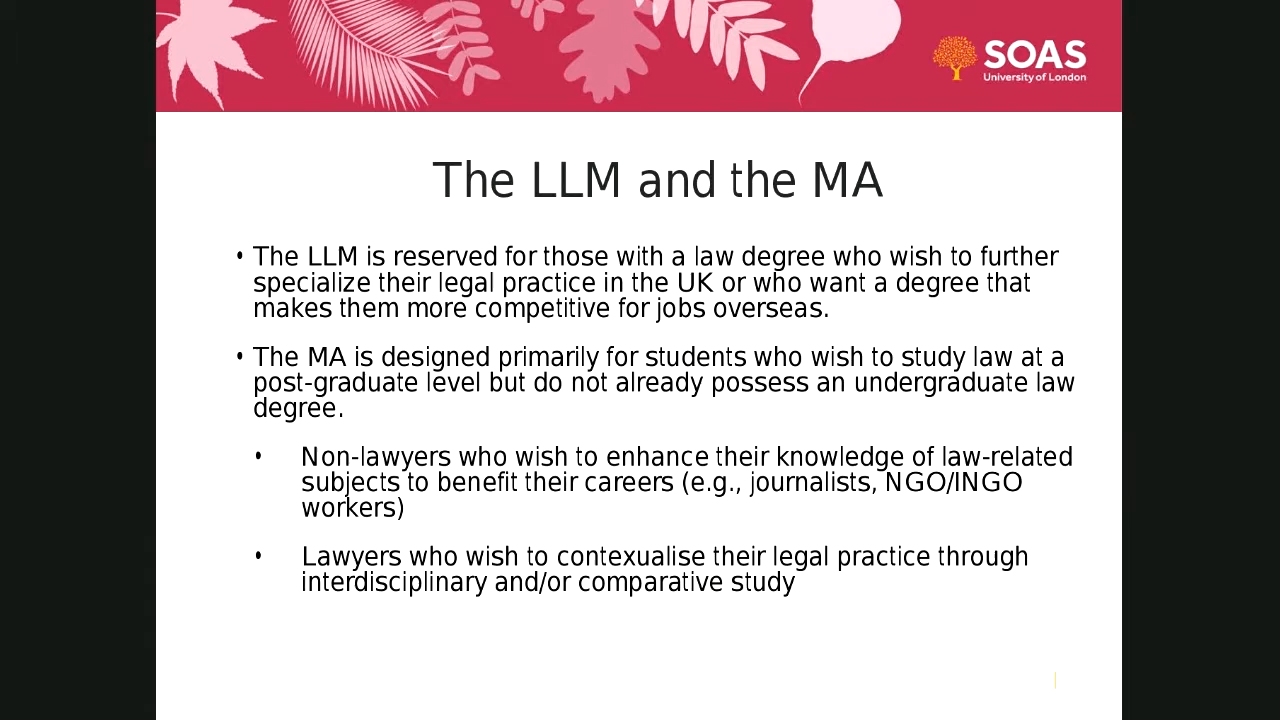 SOAS
University of London
The LLM and the MA
• The LLM is reserved for those with a law degree who wish to further
specialize their legal practice in the UK or who want a degree that
makes them more competitive for jobs overseas.
• The MA is designed primarily for students who wish to study law at a
post-graduate level but do not already possess an undergraduate law
degree.
• Non-lawyers who wish to enhance their knowledge of law-related
subjects to benefit their careers (e.g., journalists, NGO/INGO
workers)
• Lawyers who wish to contexualise their legal practice through
interdisciplinary and/or comparative study